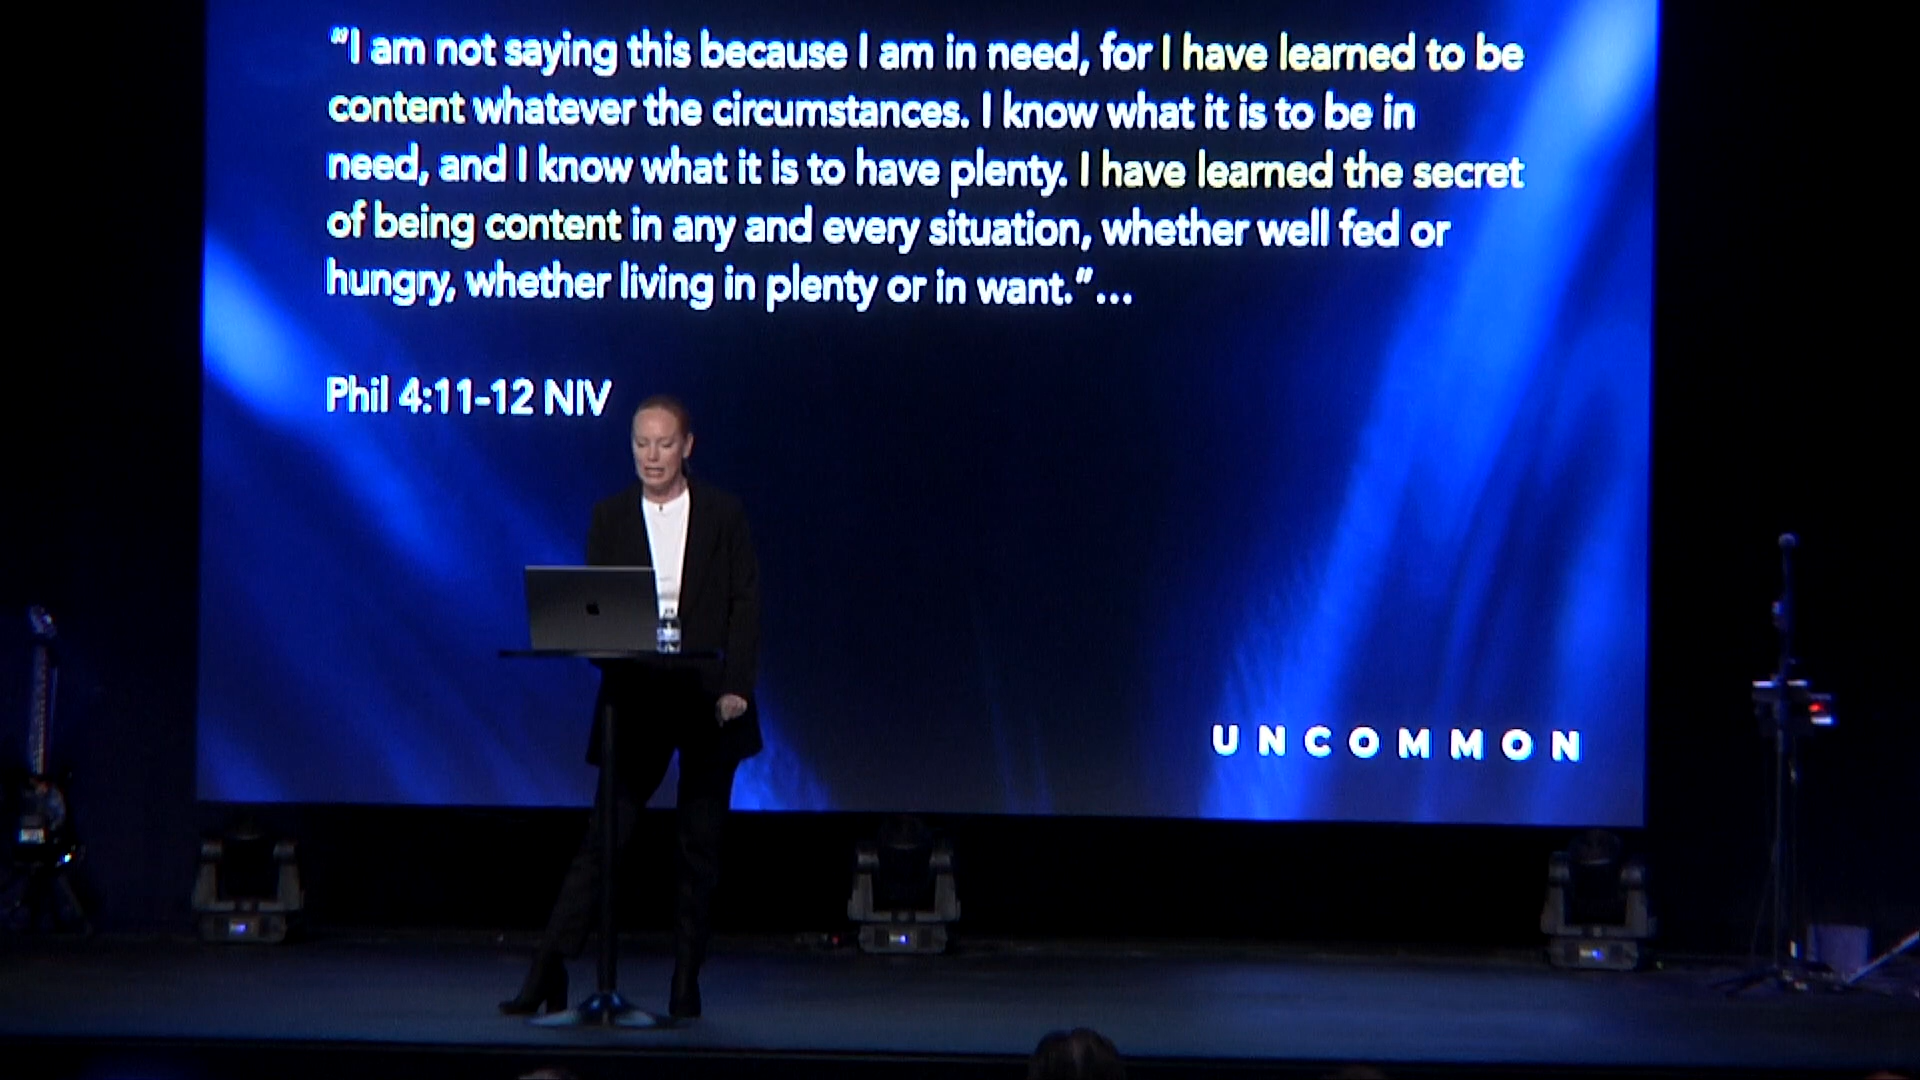 “I am not saying this because I am in need, for I have learned to be
content whatever the circumstances. I know what it is to be in
need, and I know what it is to have plenty. I have learned the secret
of being content in any and every situation, whether well fed or
hungry, whether living in plenty or in want.”...
Phil 4:11-12 NIV
UNCOMMON